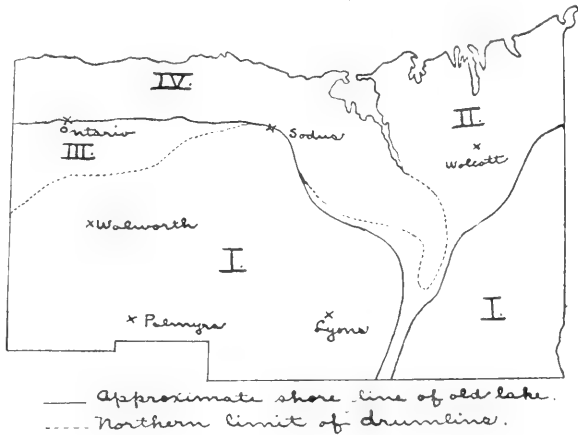 IV.
II.
Ontario
Sodus
III.
Wolcott
Walworth
I.
I.
Palmyra
Lyons
Approximate shore line of old lake.
Northern limit of drumlins.